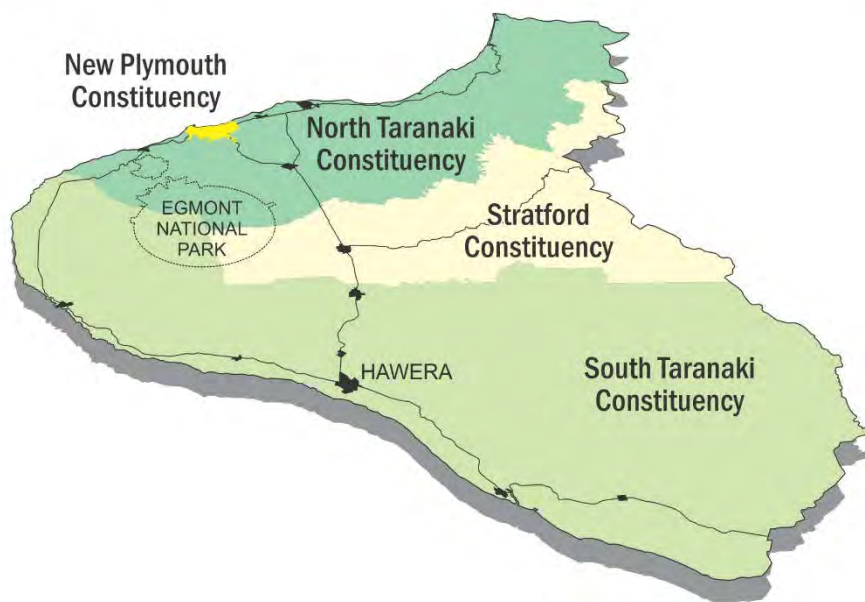 New Plymouth
Constituency
North Taranaki
Constituency
EGMONT
NATIONAL
PARK
Stratford
Constituency
HAWERA
South Taranaki
Constituency